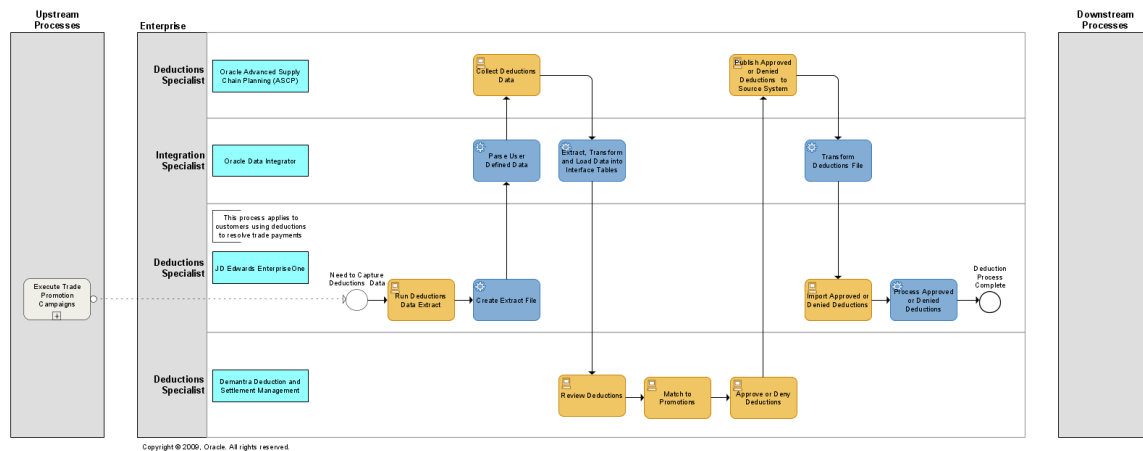 Upstream
Processes
Enterprise
Downstream
Processes
Deductions
Specialist
Oracle Advanced Supply
Chain Planning (ASCP)
Collect Deductions
Data
Publish Approved
or Denied
Deductions to
Source System
Integration
Specialist
Oracle Data Integrator
Parse User
Defined Data
Extract, Transform
and Load Data into
Interface Tables
Transform
Deductions File
This process applies to
customers using deductions
to resolve trade payments
Deductions
Specialist
JD Edwards EnterpriseOne
Execute Trade
Promotion
Campaigns
Need to Capture
Deductions Data
Run Deductions
Data Extract
Create Extract File
Import Approved or
Denied Deductions
Process Approved
or Denied
Deductions
Deduction
Process
Complete
Deductions
Specialist
Demantra Deduction and
Settlement Management
Review Deductions
Match to
Promotions
Approve or Deny
Deductions
Copyright © 2009, Oracle. All rights reserved.